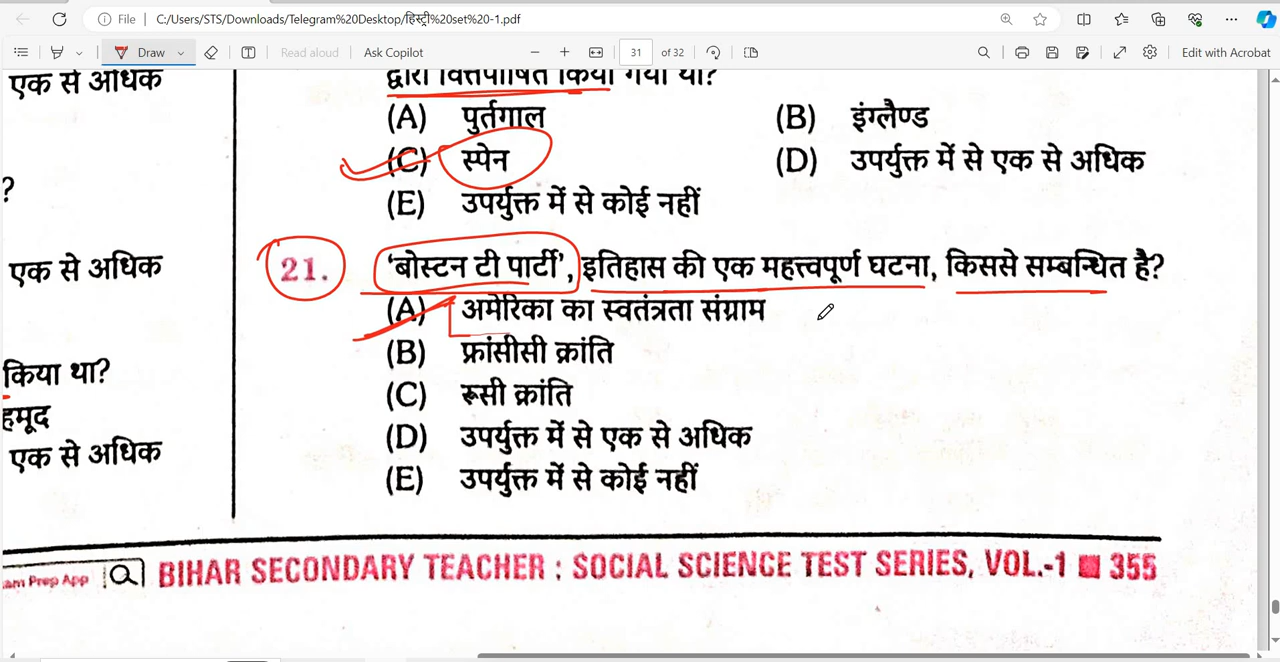 File
C:/Users/STS/Downloads/Telegram%20Desktop/हिस्ट्री%20set%20-1.pdf
Draw
Read aloud
Ask Copilot
31 of 32
Edit with Acrobat
एक से अधिक
?
एक से अधिक
किया था?
हमूद
एक से अधिक
द्वारा वित्तपोषित किया गया था?
(A) पुर्तगाल
(B) इंग्लैण्ड
(C) स्पेन
(D) उपर्युक्त में से एक से अधिक
(E) उपर्युक्त में से कोई नहीं
21. 'बोस्टन टी पार्टी', इतिहास की एक महत्त्वपूर्ण घटना, किससे सम्बन्धित है?
(A) अमेरिका का स्वतंत्रता संग्राम
(B) फ्रांसीसी क्रांति
(C) रूसी क्रांति
(D) उपर्युक्त में से एक से अधिक
(E) उपर्युक्त में से कोई नहीं
am Prep App
BIHAR SECONDARY TEACHER : SOCIAL SCIENCE TEST SERIES, VOL.-1 ■ 355